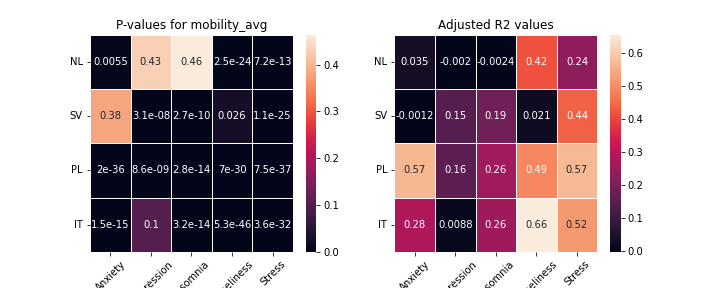 P-values for mobility_avg
NL 0.0055 0.43 0.46 2.5e-24 7.2e-13
SV 0.38 3.1e-08 2.7e-10 0.026 1.1e-25
PL 2e-36 8.6e-09 2.8e-14 7e-30 7.5e-37
IT 1.5e-15 0.1 3.2e-14 5.3e-46 3.6e-32
Anxiety ression somnia eliness Stress
0.4
0.3
0.2
0.1
0.0
Adjusted R2 values
NL 0.035 -0.002 -0.0024 0.42 0.24
SV -0.0012 0.15 0.19 0.021 0.44
PL 0.57 0.16 0.26 0.49 0.57
IT 0.28 0.0088 0.26 0.66 0.52
Anxiety ression somnia eliness Stress
0.6
0.5
0.4
0.3
0.2
0.1
0.0